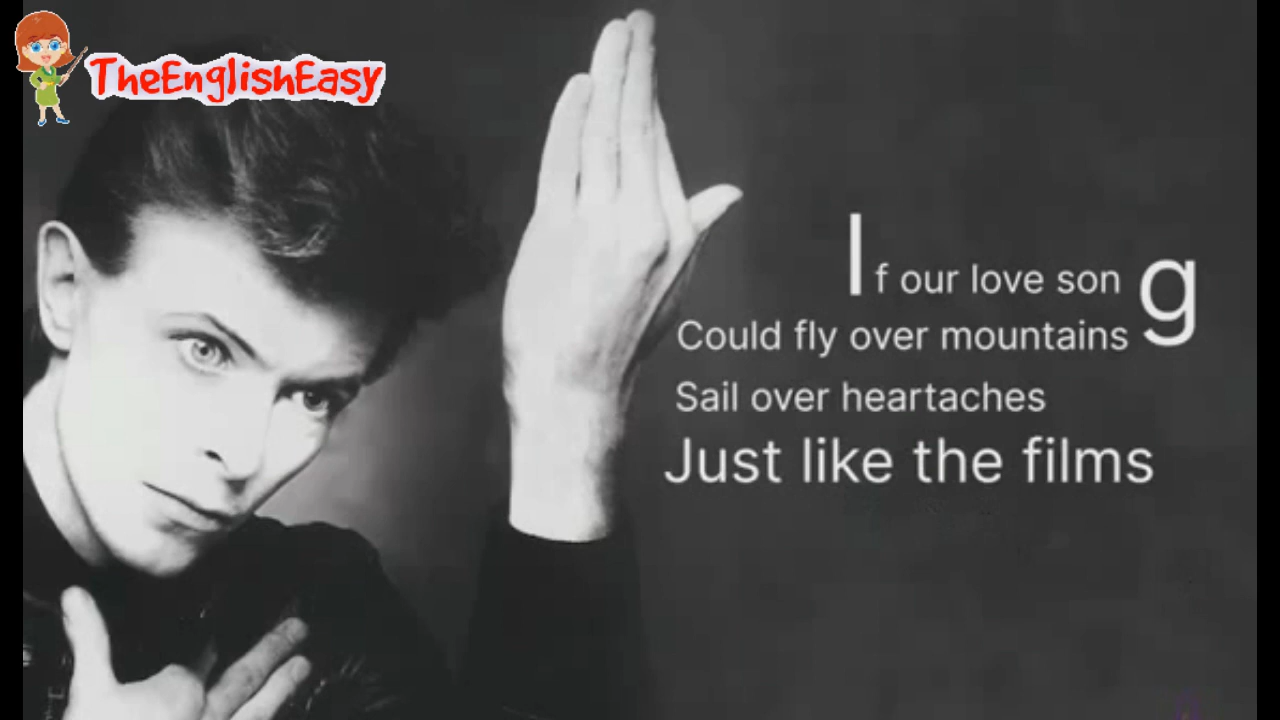 TheEnglishEasy
If our love song
Could fly over mountains
Sail over heartaches
Just like the films